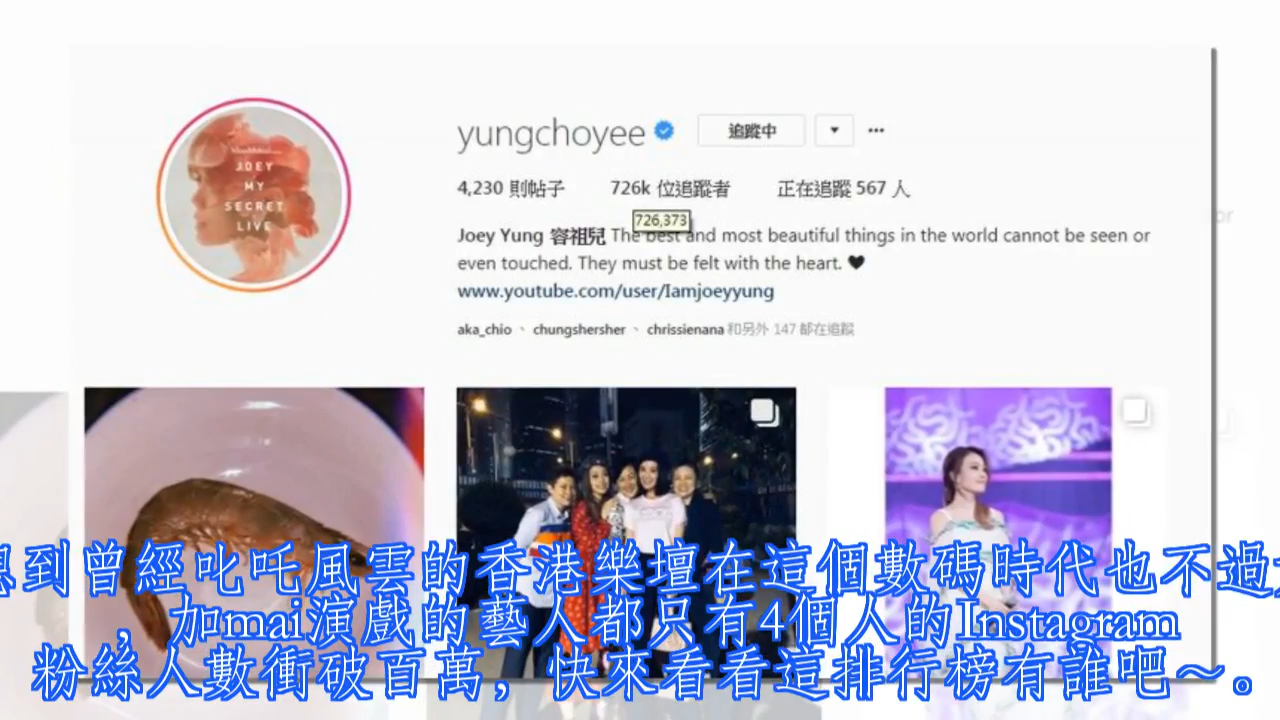 JOEY
MY
SECRET
LIVE
yungchoyee 追蹤中
4,230 則帖子 726k 位追蹤者 正在追蹤 567 人
726,373
Joey Yung 容祖兒 The best and most beautiful things in the world cannot be seen or
even touched. They must be felt with the heart. 🖤
www.youtube.com/user/Iamjoeyyung
aka_chio、chungshersher、chrissienana 和另外 147 都在追蹤
or
到曾經叱吒風雲的香港樂壇在這個數碼時代也不過
，加mai演戲的藝人都只有4個人的Instagram
粉絲人數衝破百萬，快來看看這排行榜有誰吧～。